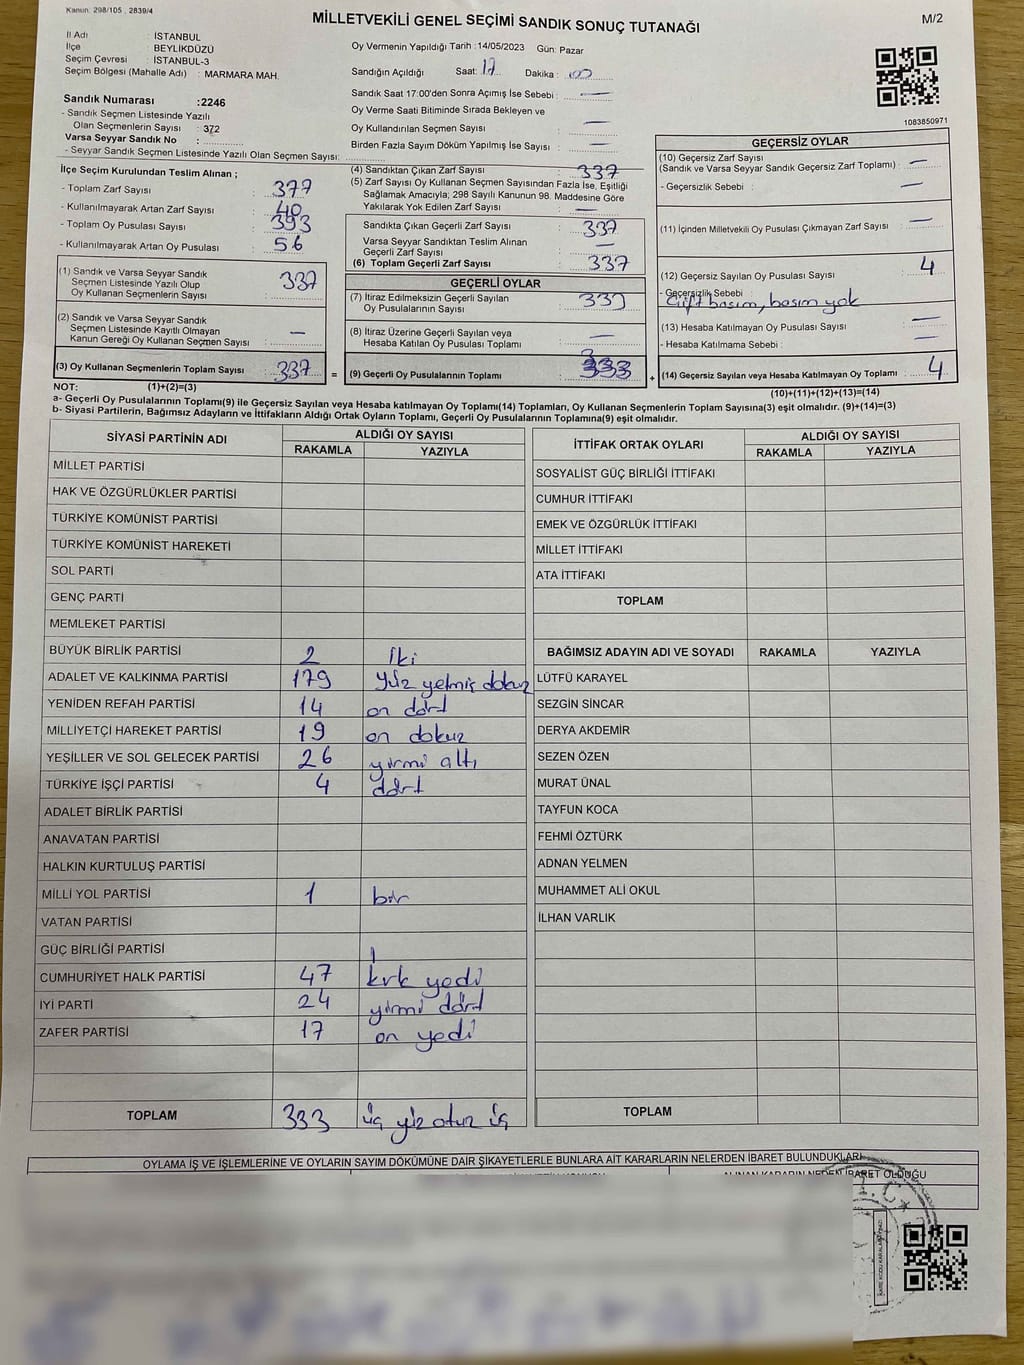 Kanun: 298/105 , 2839/4
MİLLETVEKİLİ GENEL SEÇİMİ SANDIK SONUÇ TUTANAĞI
M/2
İl Adı : İSTANBUL
İlçe : BEYLİKDÜZÜ
Seçim Çevresi : İSTANBUL-3
Seçim Bölgesi (Mahalle Adı) : MARMARA MAH.
Oy Vermenin Yapıldığı Tarih : 14/05/2023 Gün: Pazar
Sandığın Açıldığı Saat: 17 Dakika : 00
Sandık Saat 17:00'den Sonra Açımış İse Sebebi : —
Oy Verme Saati Bitiminde Sırada Bekleyen ve
Oy Kullandırılan Seçmen Sayısı : —
Birden Fazla Sayım Döküm Yapılmış İse Sayısı : —
1083850971
Sandık Numarası :2246
- Sandık Seçmen Listesinde Yazılı
Olan Seçmenlerin Sayısı : 372
Varsa Seyyar Sandık No :
- Seyyar Sandık Seçmen Listesinde Yazılı Olan Seçmen Sayısı:
İlçe Seçim Kurulundan Teslim Alınan ;
- Toplam Zarf Sayısı : 377
- Kullanılmayarak Artan Zarf Sayısı : 40
- Toplam Oy Pusulası Sayısı : 393
- Kullanılmayarak Artan Oy Pusulası : 56
(1) Sandık ve Varsa Seyyar Sandık
Seçmen Listesinde Yazılı Olup
Oy Kullanan Seçmenlerin Sayısı : 337
(2) Sandık ve Varsa Seyyar Sandık
Seçmen Listesinde Kayıtlı Olmayan
Kanun Gereği Oy Kullanan Seçmen Sayısı : —
(3) Oy Kullanan Seçmenlerin Toplam Sayısı : 337
(4) Sandıktan Çıkan Zarf Sayısı : 337
(5) Zarf Sayısı Oy Kullanan Seçmen Sayısından Fazla İse, Eşitliği
Sağlamak Amacıyla; 298 Sayılı Kanunun 98. Maddesine Göre
Yakılarak Yok Edilen Zarf Sayısı : —
Sandıkta Çıkan Geçerli Zarf Sayısı : 337
Varsa Seyyar Sandıktan Teslim Alınan
Geçerli Zarf Sayısı : —
(6) Toplam Geçerli Zarf Sayısı : 337
GEÇERLİ OYLAR
(7) İtiraz Edilmeksizin Geçerli Sayılan
Oy Pusulalarının Sayısı : 333
(8) İtiraz Üzerine Geçerli Sayılan veya
Hesaba Katılan Oy Pusulası Toplamı : —
= (9) Geçerli Oy Pusulalarının Toplamı : 333
GEÇERSİZ OYLAR
(10) Geçersiz Zarf Sayısı
(Sandık ve Varsa Seyyar Sandık Geçersiz Zarf Toplamı) : —
- Geçersizlik Sebebi : —
(11) İçinden Milletvekili Oy Pusulası Çıkmayan Zarf Sayısı : —
(12) Geçersiz Sayılan Oy Pusulası Sayısı : 4
- Geçersizlik Sebebi :
Çift basım, basım yok
(13) Hesaba Katılmayan Oy Pusulası Sayısı : —
- Hesaba Katılmama Sebebi : —
+ (14) Geçersiz Sayılan veya Hesaba Katılmayan Oy Toplamı : 4
NOT: (1)+(2)=(3)
(10)+(11)+(12)+(13)=(14)
a- Geçerli Oy Pusulalarının Toplamı(9) ile Geçersiz Sayılan veya Hesaba katılmayan Oy Toplamı(14) Toplamları, Oy Kullanan Seçmenlerin Toplam Sayısına(3) eşit olmalıdır. (9)+(14)=(3)
b- Siyasi Partilerin, Bağımsız Adayların ve İttifakların Aldığı Ortak Oyların Toplamı, Geçerli Oy Pusulalarının Toplamına(9) eşit olmalıdır.
SİYASİ PARTİNİN ADI ALDIĞI OY SAYISI
RAKAMLA YAZIYLA
MİLLET PARTİSİ
HAK VE ÖZGÜRLÜKLER PARTİSİ
TÜRKİYE KOMÜNİST PARTİSİ
TÜRKİYE KOMÜNİST HAREKETİ
SOL PARTİ
GENÇ PARTİ
MEMLEKET PARTİSİ
BÜYÜK BİRLİK PARTİSİ 2 iki
ADALET VE KALKINMA PARTİSİ 179 yüz yetmiş dokuz
YENİDEN REFAH PARTİSİ 14 on dört
MİLLİYETÇİ HAREKET PARTİSİ 19 on dokuz
YEŞİLLER VE SOL GELECEK PARTİSİ 26 yirmi altı
TÜRKİYE İŞÇİ PARTİSİ 4 dört
ADALET BİRLİK PARTİSİ
ANAVATAN PARTİSİ
HALKIN KURTULUŞ PARTİSİ
MİLLİ YOL PARTİSİ 1 bir
VATAN PARTİSİ
GÜÇ BİRLİĞİ PARTİSİ
CUMHURİYET HALK PARTİSİ 47 kırk yedi
İYİ PARTİ 24 yirmi dört
ZAFER PARTİSİ 17 on yedi
TOPLAM 333 üç yüz otuz üç
İTTİFAK ORTAK OYLARI ALDIĞI OY SAYISI
RAKAMLA YAZIYLA
SOSYALİST GÜÇ BİRLİĞİ İTTİFAKI
CUMHUR İTTİFAKI
EMEK VE ÖZGÜRLÜK İTTİFAKI
MİLLET İTTİFAKI
ATA İTTİFAKI
TOPLAM
BAĞIMSIZ ADAYIN ADI VE SOYADI RAKAMLA YAZIYLA
LÜTFÜ KARAYEL
SEZGİN SİNCAR
DERYA AKDEMİR
SEZEN ÖZEN
MURAT ÜNAL
TAYFUN KOCA
FEHMİ ÖZTÜRK
ADNAN YELMEN
MUHAMMET ALİ OKUL
İLHAN VARLIK
TOPLAM
OYLAMA İŞ VE İŞLEMLERİNE VE OYLARIN SAYIM DÖKÜMÜNE DAİR ŞİKAYETLERLE BUNLARA AİT KARARLARIN NELERDEN İBARET BULUNDUKLARI
ALINAN KARARIN NEDEN İBARET OLDUĞU
T.C.